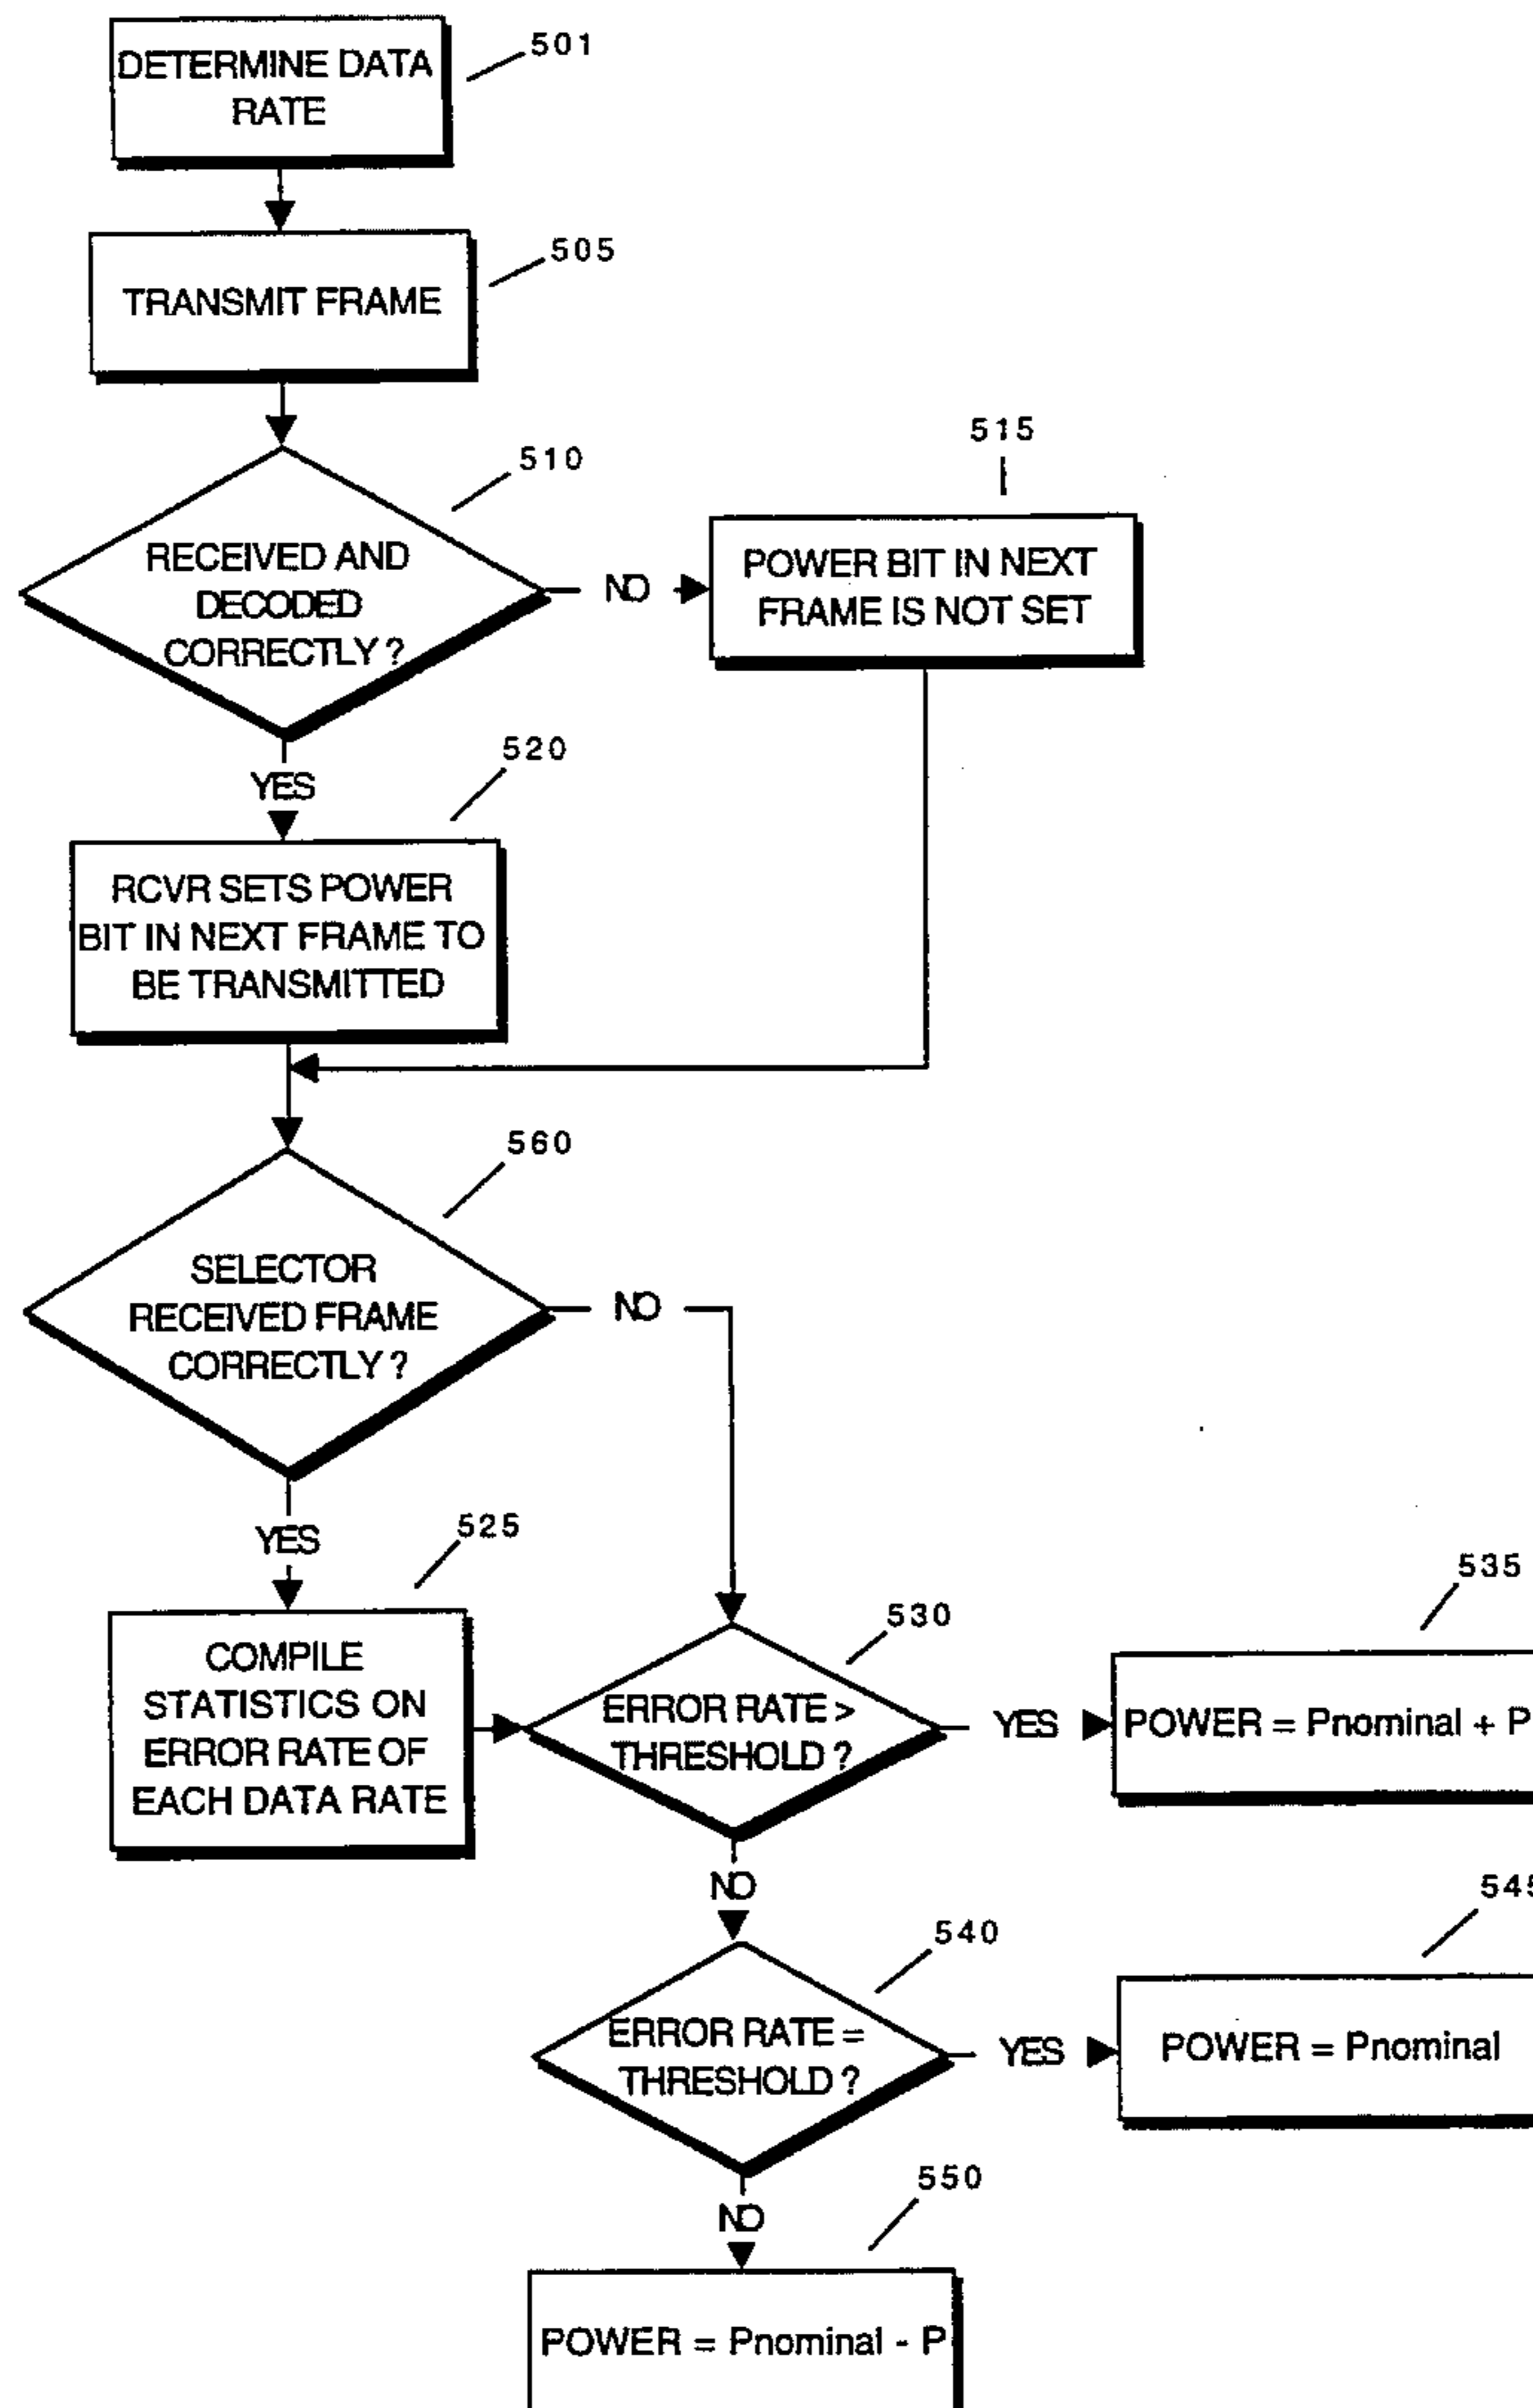 501
DETERMINE DATA
RATE
505
TRANSMIT FRAME
510
RECEIVED AND
DECODED
CORRECTLY ?
NO
515
POWER BIT IN NEXT
FRAME IS NOT SET
YES
520
RCVR SETS POWER
BIT IN NEXT FRAME TO
BE TRANSMITTED
560
SELECTOR
RECEIVED FRAME
CORRECTLY ?
NO
YES
525
COMPILE
STATISTICS ON
ERROR RATE OF
EACH DATA RATE
530
ERROR RATE >
THRESHOLD ?
YES
535
POWER = Pnominal + P
NO
540
ERROR RATE =
THRESHOLD ?
YES
545
POWER = Pnominal
NO
550
POWER = Pnominal - P